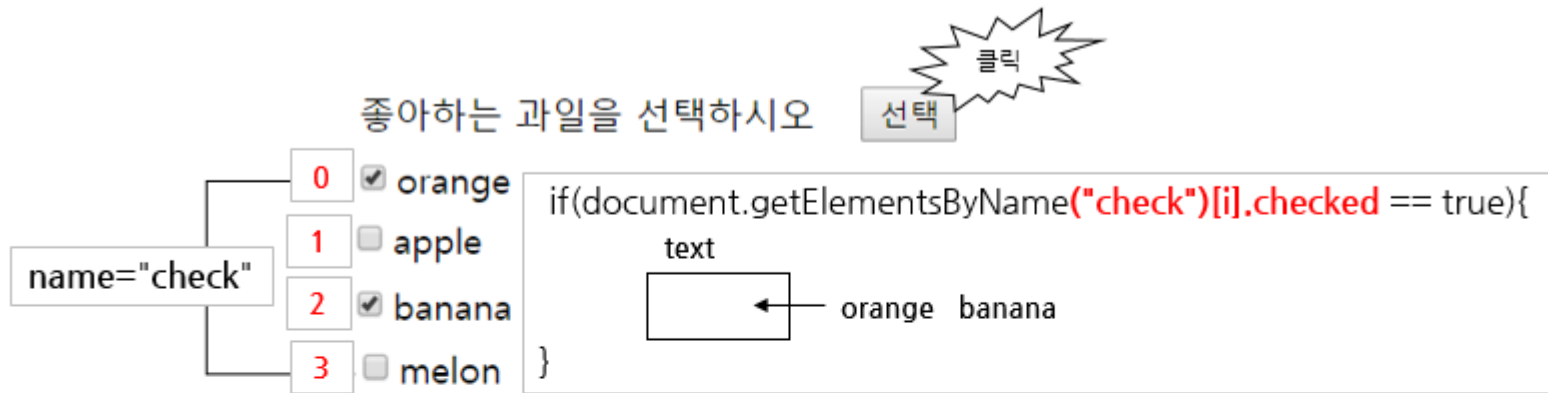 클릭
좋아하는 과일을 선택하시오 선택
0 orange
1 apple
2 banana
3 melon
name="check"
if(document.getElementsByName("check")[i].checked == true){
text
orange banana
}